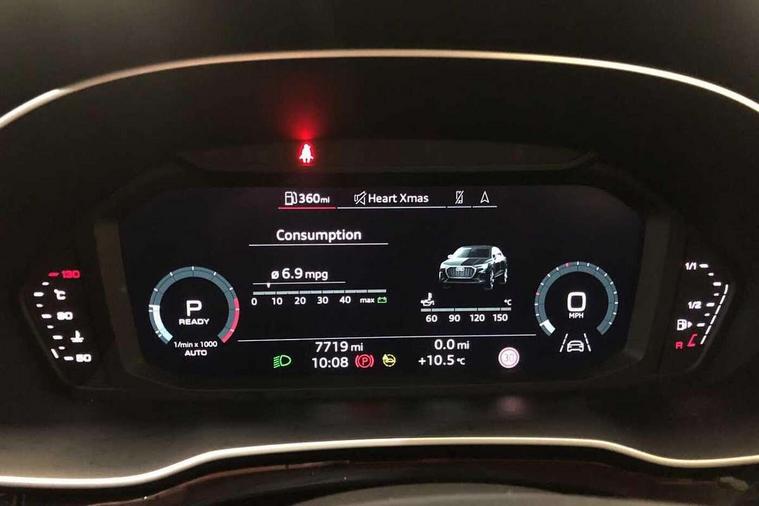 360mi Heart Xmas
Consumption
ø 6.9 mpg
0 10 20 30 40 max
130
°C
90
50
P
READY
1/min x 1000
AUTO
60 90 120 150 °C
0
MPH
1/1
1/2
R
7719 mi 0.0 mi
10:08 (P) +10.5 °C 30